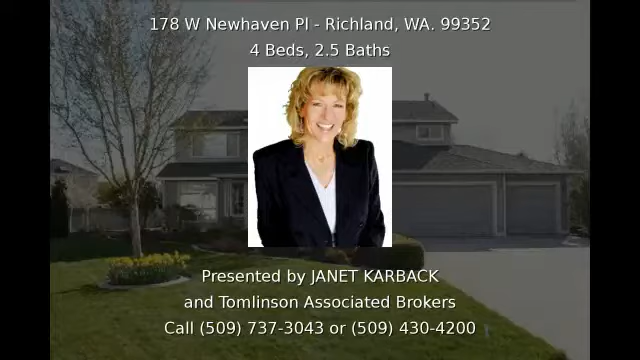 178 W Newhaven Pl - Richland, WA. 99352
4 Beds, 2.5 Baths
Presented by JANET KARBACK
and Tomlinson Associated Brokers
Call (509) 737-3043 or (509) 430-4200